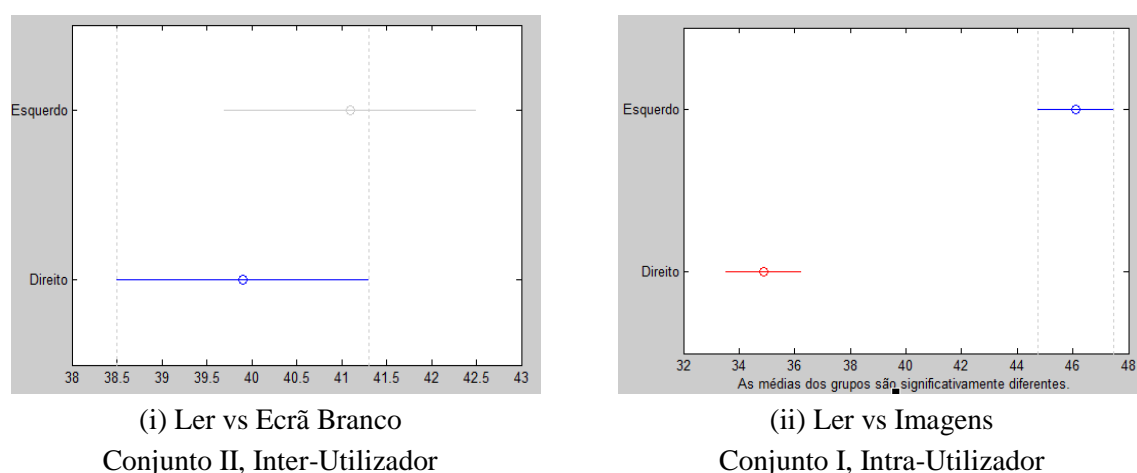 Esquerdo
Direito
38 38.5 39 39.5 40 40.5 41 41.5 42 42.5 43
(i) Ler vs Ecrã Branco
Conjunto II, Inter-Utilizador
Esquerdo
Direito
32 34 36 38 40 42 44 46 48
As médias dos grupos são significativamente diferentes.
(ii) Ler vs Imagens
Conjunto I, Intra-Utilizador